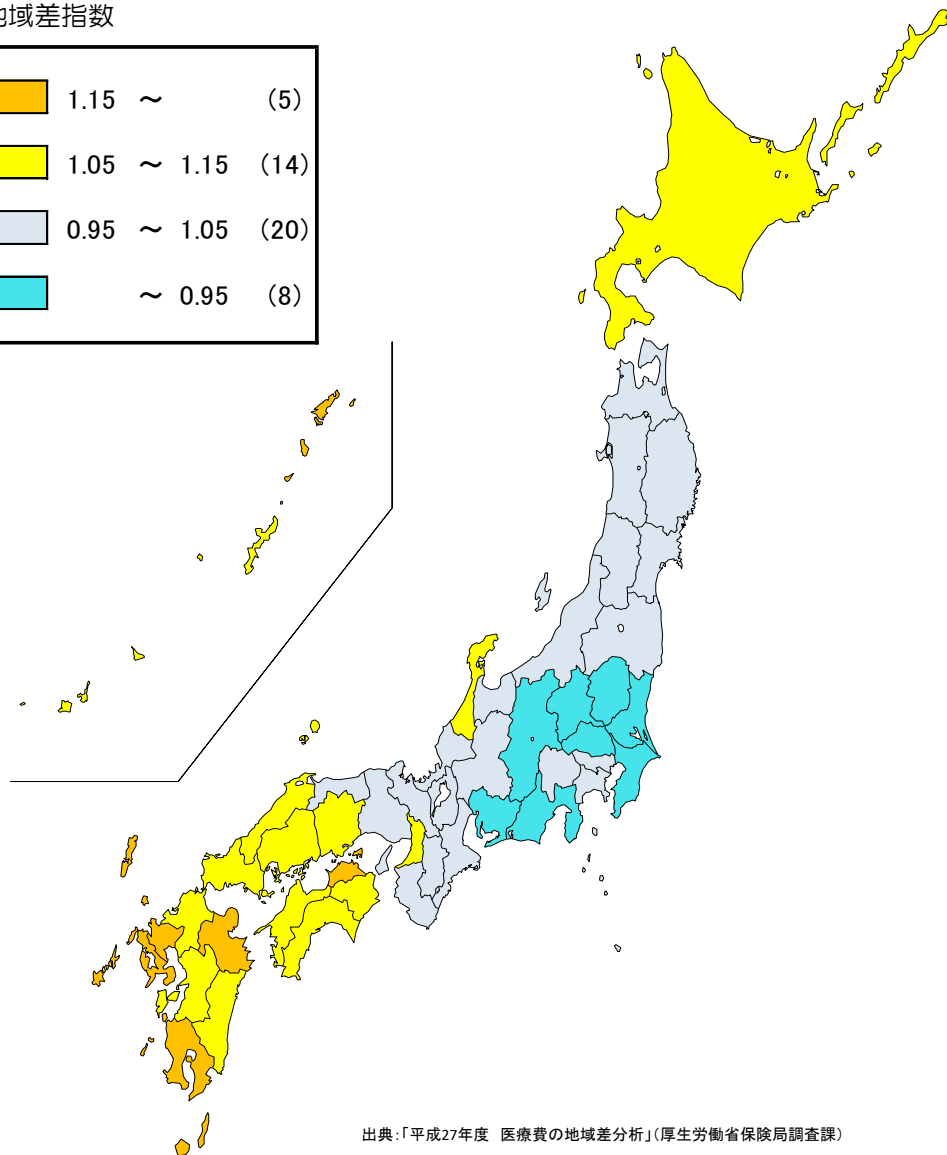 域差指数
1.15 ～ （5）
1.05 ～ 1.15 （14）
0.95 ～ 1.05 （20）
～ 0.95 （8）
出典：「平成27年度 医療費の地域差分析」（厚生労働省保険局調査課）